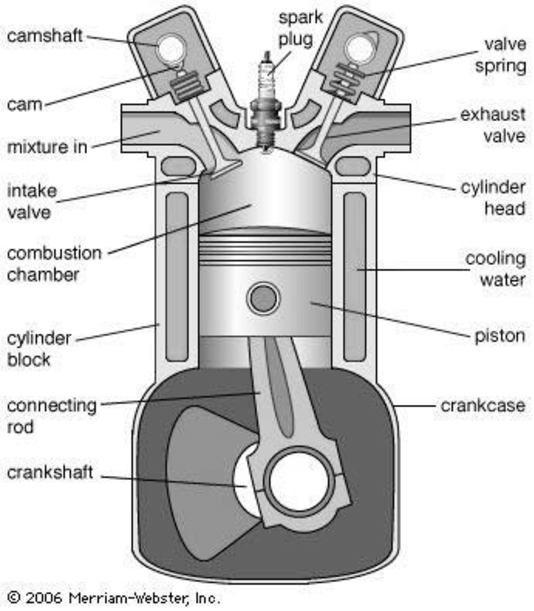 camshaft
cam
mixture in
intake
valve
combustion
chamber
cylinder
block
connecting
rod
crankshaft
spark
plug
valve
spring
exhaust
valve
cylinder
head
cooling
water
piston
crankcase
© 2006 Merriam-Webster, Inc.